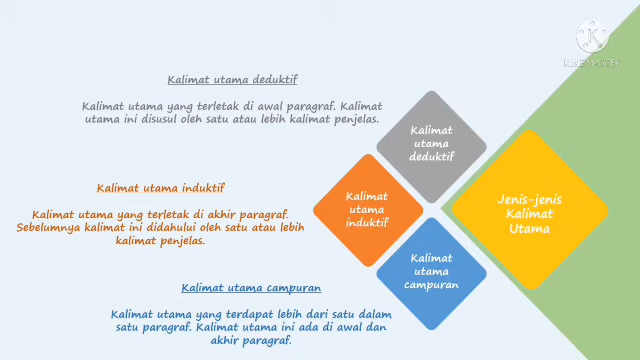 Kalimat utama deduktif
Kalimat utama yang terletak di awal paragraf. Kalimat
utama ini disusul oleh satu atau lebih kalimat penjelas.
Kalimat utama induktif
Kalimat utama yang terletak di akhir paragraf.
Sebelumnya kalimat ini didahului oleh satu atau lebih
kalimat penjelas.
Kalimat utama campuran
Kalimat utama yang terdapat lebih dari satu dalam
satu paragraf. Kalimat utama ini ada di awal dan
akhir paragraf.
Kalimat
utama
deduktif
Kalimat
utama
induktif
Kalimat
utama
campuran
Jenis-jenis
Kalimat
Utama
K
KINEMASTER